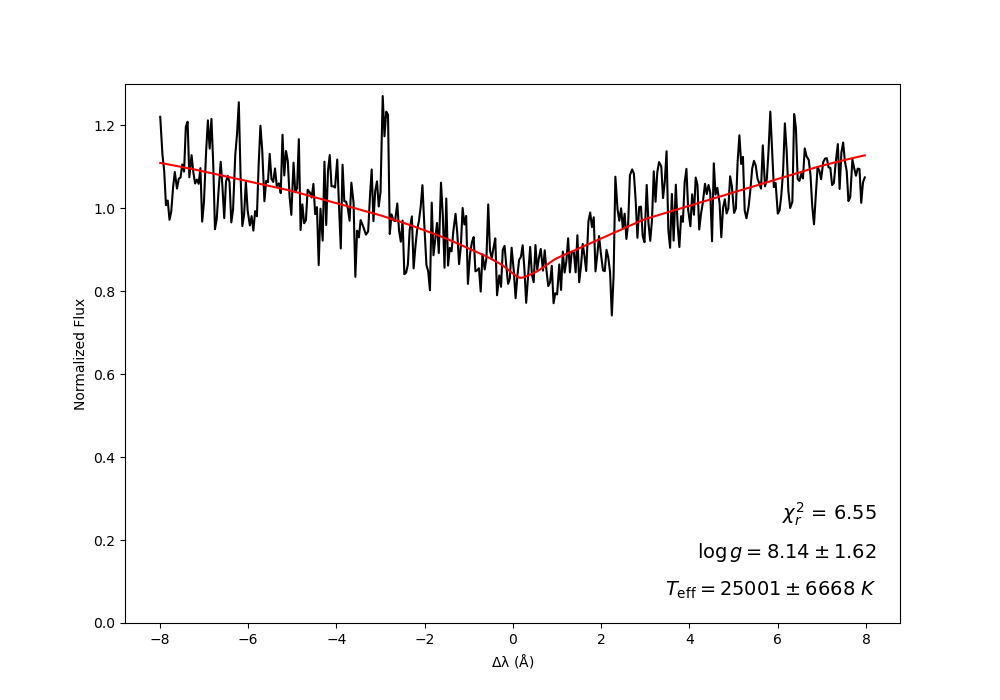 1.2
1.0
0.8
0.6
0.4
0.2
0.0
Normalized Flux
χ²ᵣ = 6.55
log g = 8.14 ± 1.62
T_eff = 25001 ± 6668 K
−8 −6 −4 −2 0 2 4 6 8
Δλ (Å)